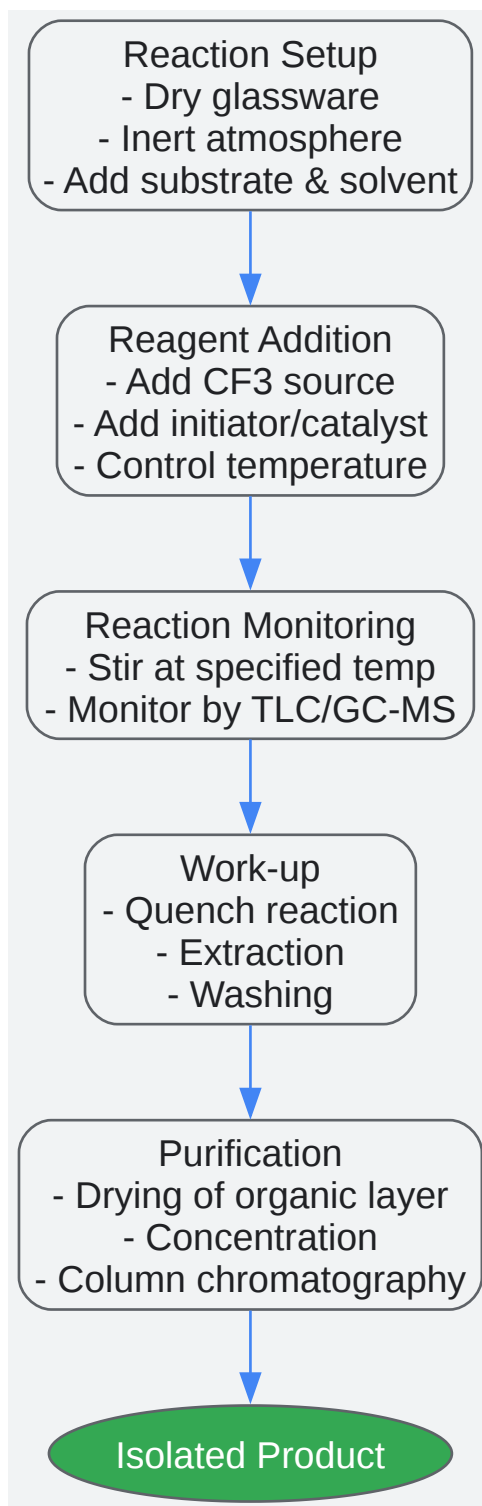 Reaction Setup
- Dry glassware
- Inert atmosphere
- Add substrate & solvent
Reagent Addition
- Add CF3 source
- Add initiator/catalyst
- Control temperature
Reaction Monitoring
- Stir at specified temp
- Monitor by TLC/GC-MS
Work-up
- Quench reaction
- Extraction
- Washing
Purification
- Drying of organic layer
- Concentration
- Column chromatography
Isolated Product